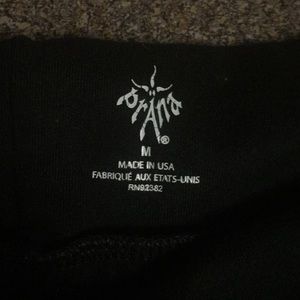 prAna®
M
MADE IN USA
FABRIQUÉ AUX ETATS-UNIS
RN92382